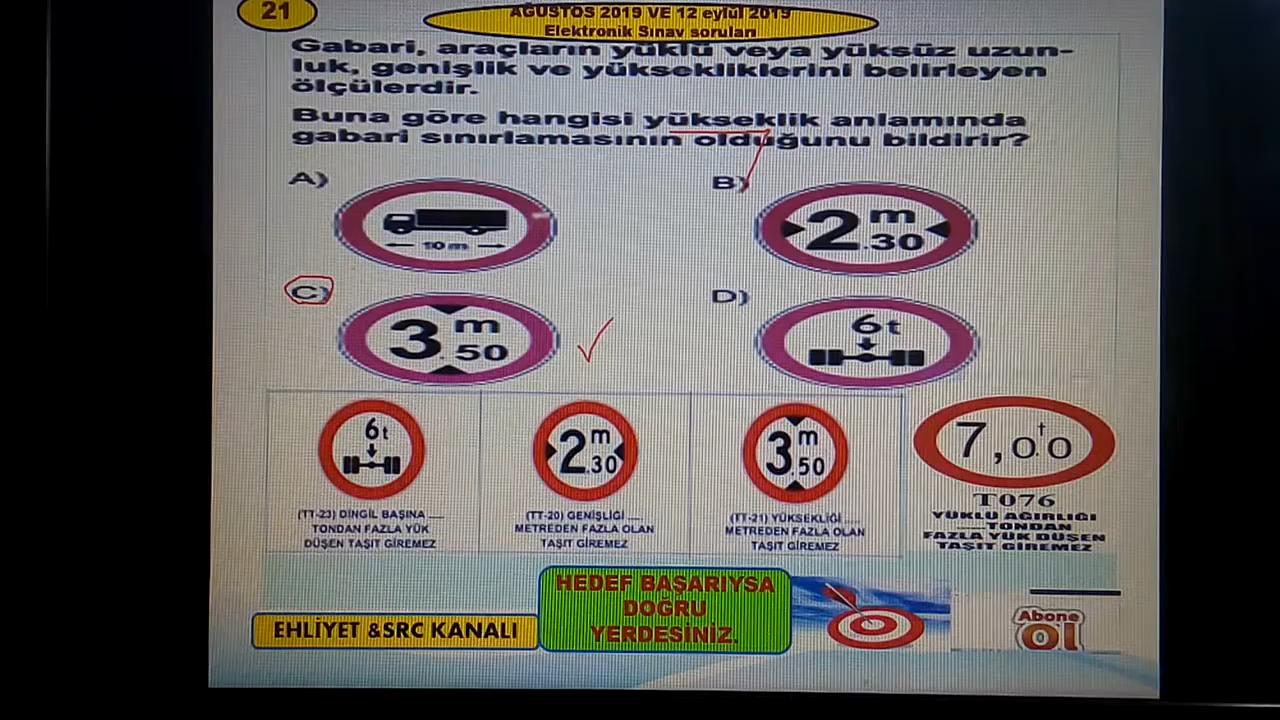 21
AĞUSTOS 2019 VE 12 eylül 2019
Elektronik Sınav soruları
Gabari, araçların yüklü veya yüksüz uzun-
luk, genişlik ve yüksekliklerini belirleyen
ölçülerdir.
Buna göre hangisi yükseklik anlamında
gabari sınırlamasının olduğunu bildirir?
A)
10 m
B)
2 m .30
C)
3 m .50
D)
6t
6t
2 m .30
3 m .50
7,0 t 0
(TT-23) DİNGİL BAŞINA ....
TONDAN FAZLA YÜK
DÜŞEN TAŞIT GİREMEZ
(TT-20) GENİŞLİĞİ ....
METREDEN FAZLA OLAN
TAŞIT GİREMEZ
(TT-21) YÜKSEKLİĞİ ....
METREDEN FAZLA OLAN
TAŞIT GİREMEZ
T076
YÜKLÜ AĞIRLIĞI
..... TONDAN
FAZLA YÜK DÜŞEN
TAŞIT GİREMEZ
EHLİYET &SRC KANALI
HEDEF BAŞARIYSA
DOĞRU
YERDESİNİZ.
Abone
Ol